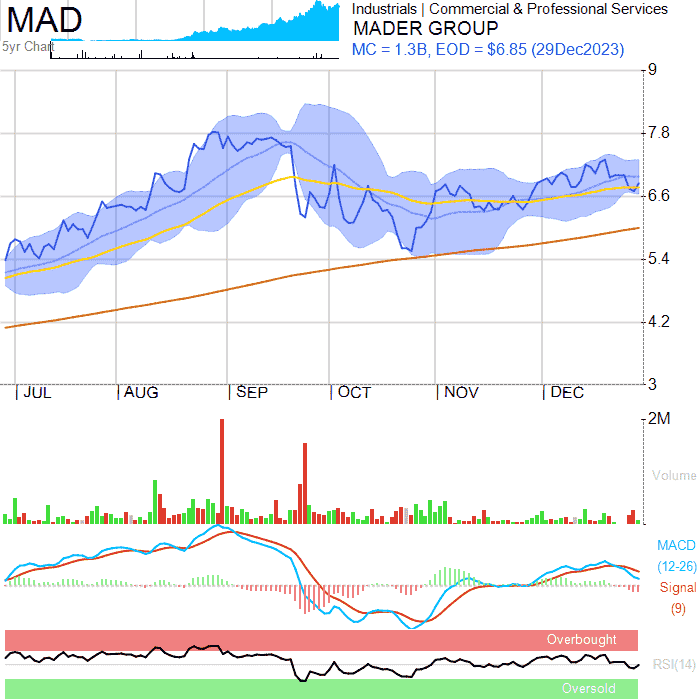 MAD
5yr Chart
Industrials | Commercial & Professional Services
MADER GROUP
MC = 1.3B, EOD = $6.85 (29Dec2023)
9
7.8
6.6
5.4
4.2
3
JUL AUG SEP OCT NOV DEC
2M
Volume
MACD
(12-26)
Signal
(9)
Overbought
RSI(14)
Oversold